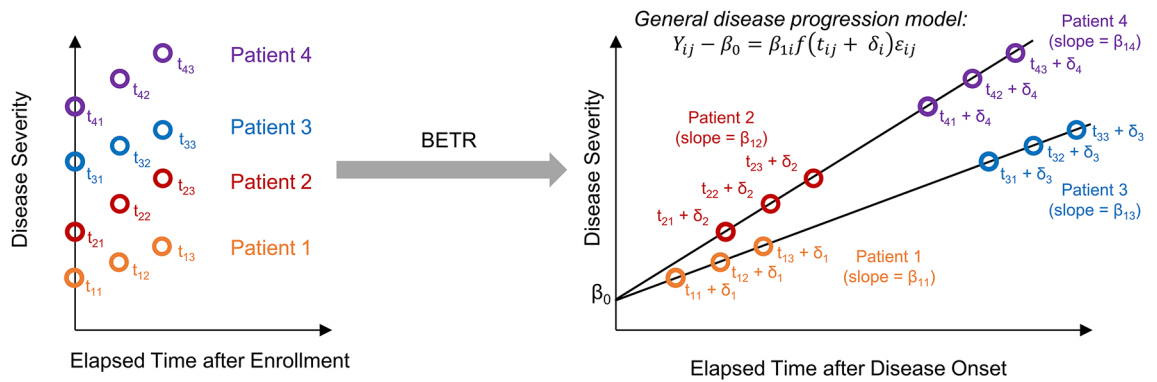 Disease Severity
t₄₃
Patient 4
t₄₂
t₄₁
Patient 3
t₃₃
t₃₂
t₃₁
Patient 2
t₂₃
t₂₂
t₂₁
Patient 1
t₁₃
t₁₂
t₁₁
Elapsed Time after Enrollment
BETR
General disease progression model:
Yᵢⱼ − β₀ = β₁ᵢf(tᵢⱼ + δᵢ)εᵢⱼ
Disease Severity
Patient 4
(slope = β₁₄)
t₄₃ + δ₄
t₄₂ + δ₄
t₄₁ + δ₄
Patient 2
(slope = β₁₂)
t₂₃ + δ₂
t₂₂ + δ₂
t₂₁ + δ₂
t₃₃ + δ₃
t₃₂ + δ₃
t₃₁ + δ₃
Patient 3
(slope = β₁₃)
t₁₃ + δ₁
t₁₂ + δ₁
t₁₁ + δ₁
Patient 1
(slope = β₁₁)
β₀
Elapsed Time after Disease Onset